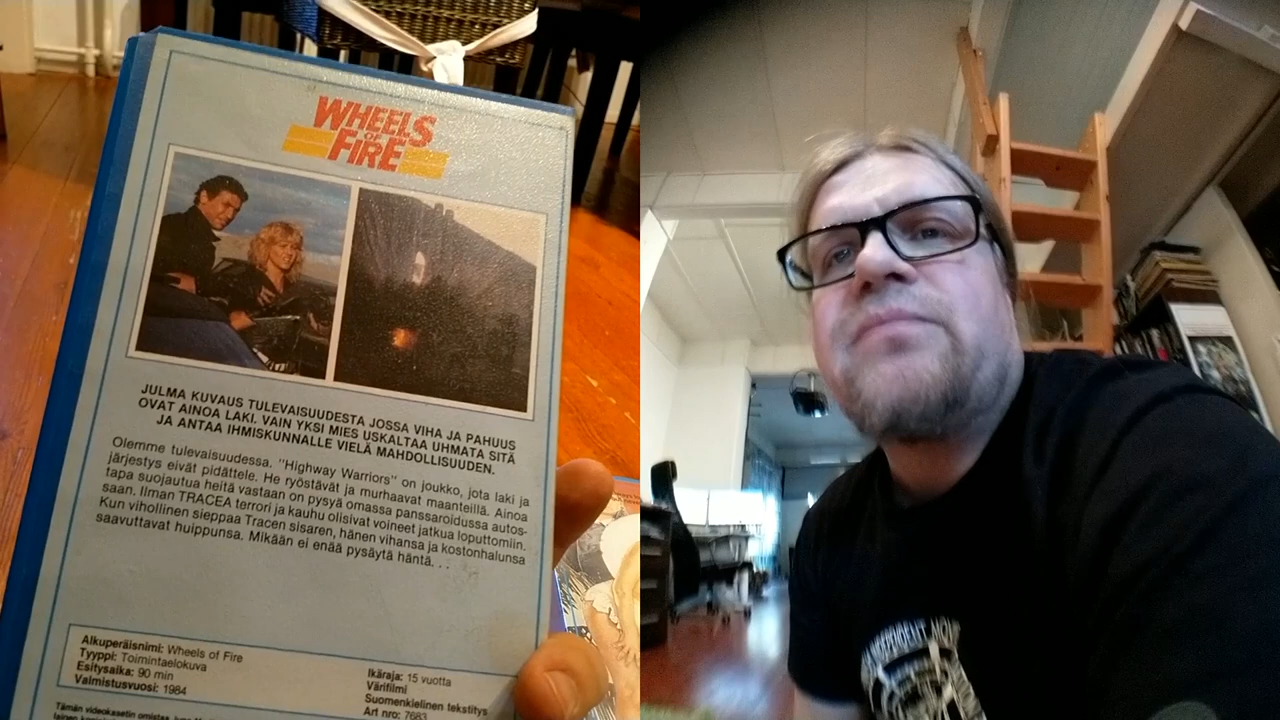 WHEELS
OF
FIRE
JULMA KUVAUS TULEVAISUUDESTA JOSSA VIHA JA PAHUUS
OVAT AINOA LAKI. VAIN YKSI MIES USKALTAA UHMATA SITÄ
JA ANTAA IHMISKUNNALLE VIELÄ MAHDOLLISUUDEN.
Olemme tulevaisuudessa. "Highway Warriors" on joukko, jota laki ja
järjestys eivät pidättele. He ryöstävät ja murhaavat maanteillä. Ainoa
tapa suojautua heitä vastaan on pysyä omassa panssaroidussa autos-
saan. Ilman TRACEA terrori ja kauhu olisivat voineet jatkua loputtomiin.
Kun vihollinen sieppaa Tracen sisaren, hänen vihansa ja kostonhalunsa
saavuttavat huippunsa. Mikään ei enää pysäytä häntä. . .
Alkuperäisnimi: Wheels of Fire
Tyyppi: Toimintaelokuva
Esitysaika: 90 min
Valmistusvuosi: 1984
Ikäraja: 15 vuotta
Värifilmi
Suomenkielinen tekstitys
Art nro: 7683
Tämän videokasetin omistaa